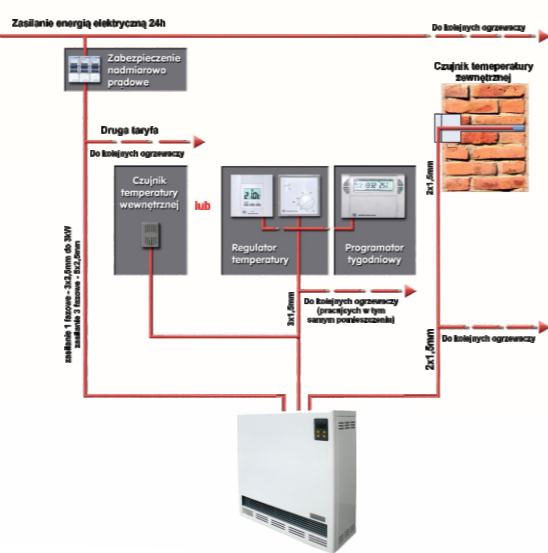 Zasilanie energią elektryczną 24h
Do kolejnych ogrzewaczy
Zabezpieczenie
nadmiarowo
prądowe
Czujnik temeperatury
zewnętrznej
Druga taryfa
Do kolejnych ogrzewaczy
Czujnik
temperatury
wewnętrznej
lub
Regulator
temperatury
Programator
tygodniowy
2x1,5mm
zasilanie 1 fazowe - 3x2,5mm do 3kW
zasilanie 3 fazowe - 5x2,5mm
3x1,5mm
Do kolejnych ogrzewaczy
(pracujących w tym
samym pomieszczeniu)
2x1,5mm
Do kolejnych ogrzewaczy